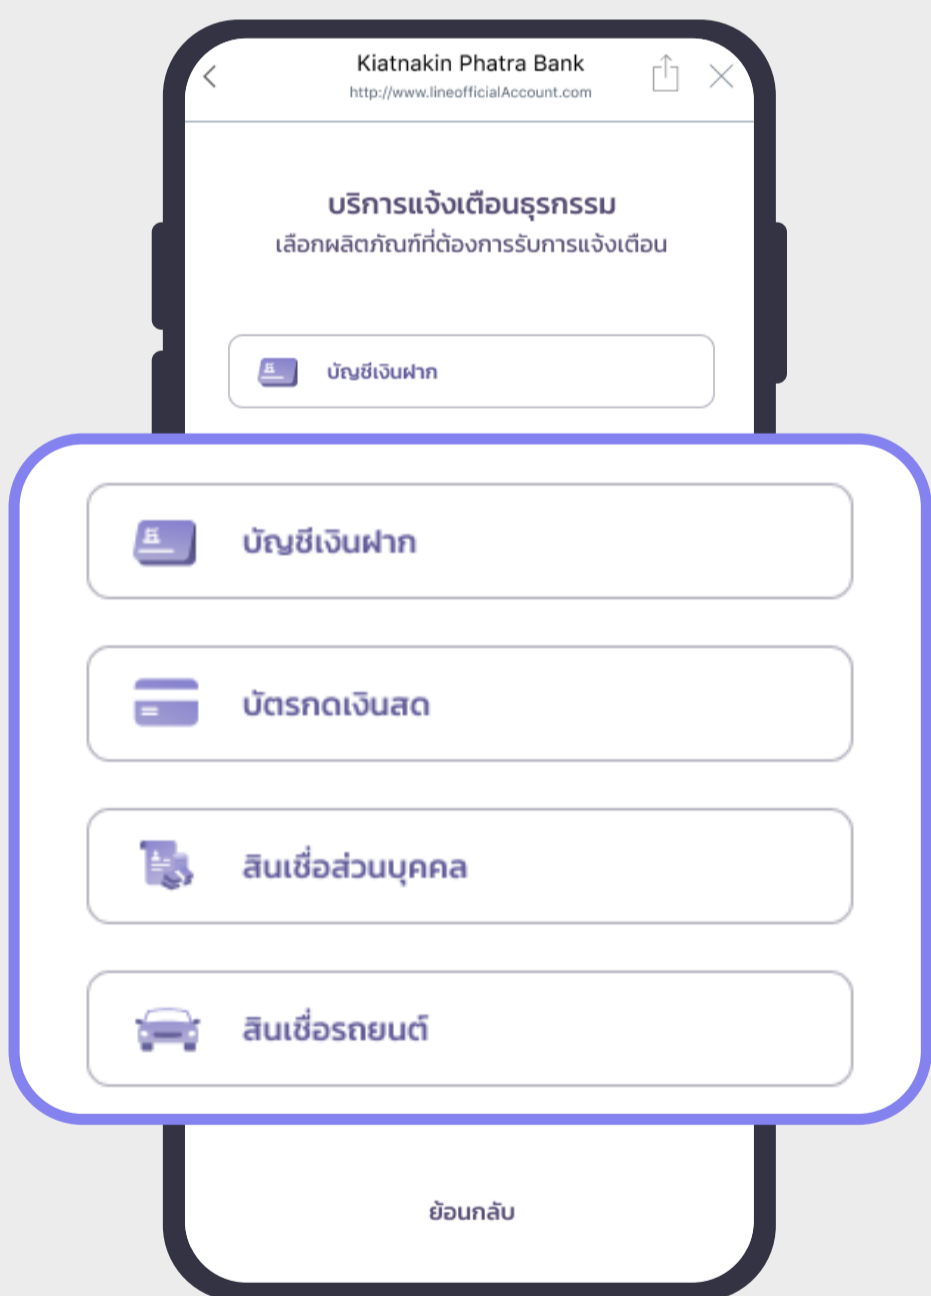 Kiatnakin Phatra Bank
http://www.lineofficialAccount.com
บริการแจ้งเตือนธุรกรรม
เลือกผลิตภัณฑ์ที่ต้องการรับการแจ้งเตือน
บัญชีเงินฝาก
บัญชีเงินฝาก
บัตรกดเงินสด
สินเชื่อส่วนบุคคล
สินเชื่อรถยนต์
ย้อนกลับ